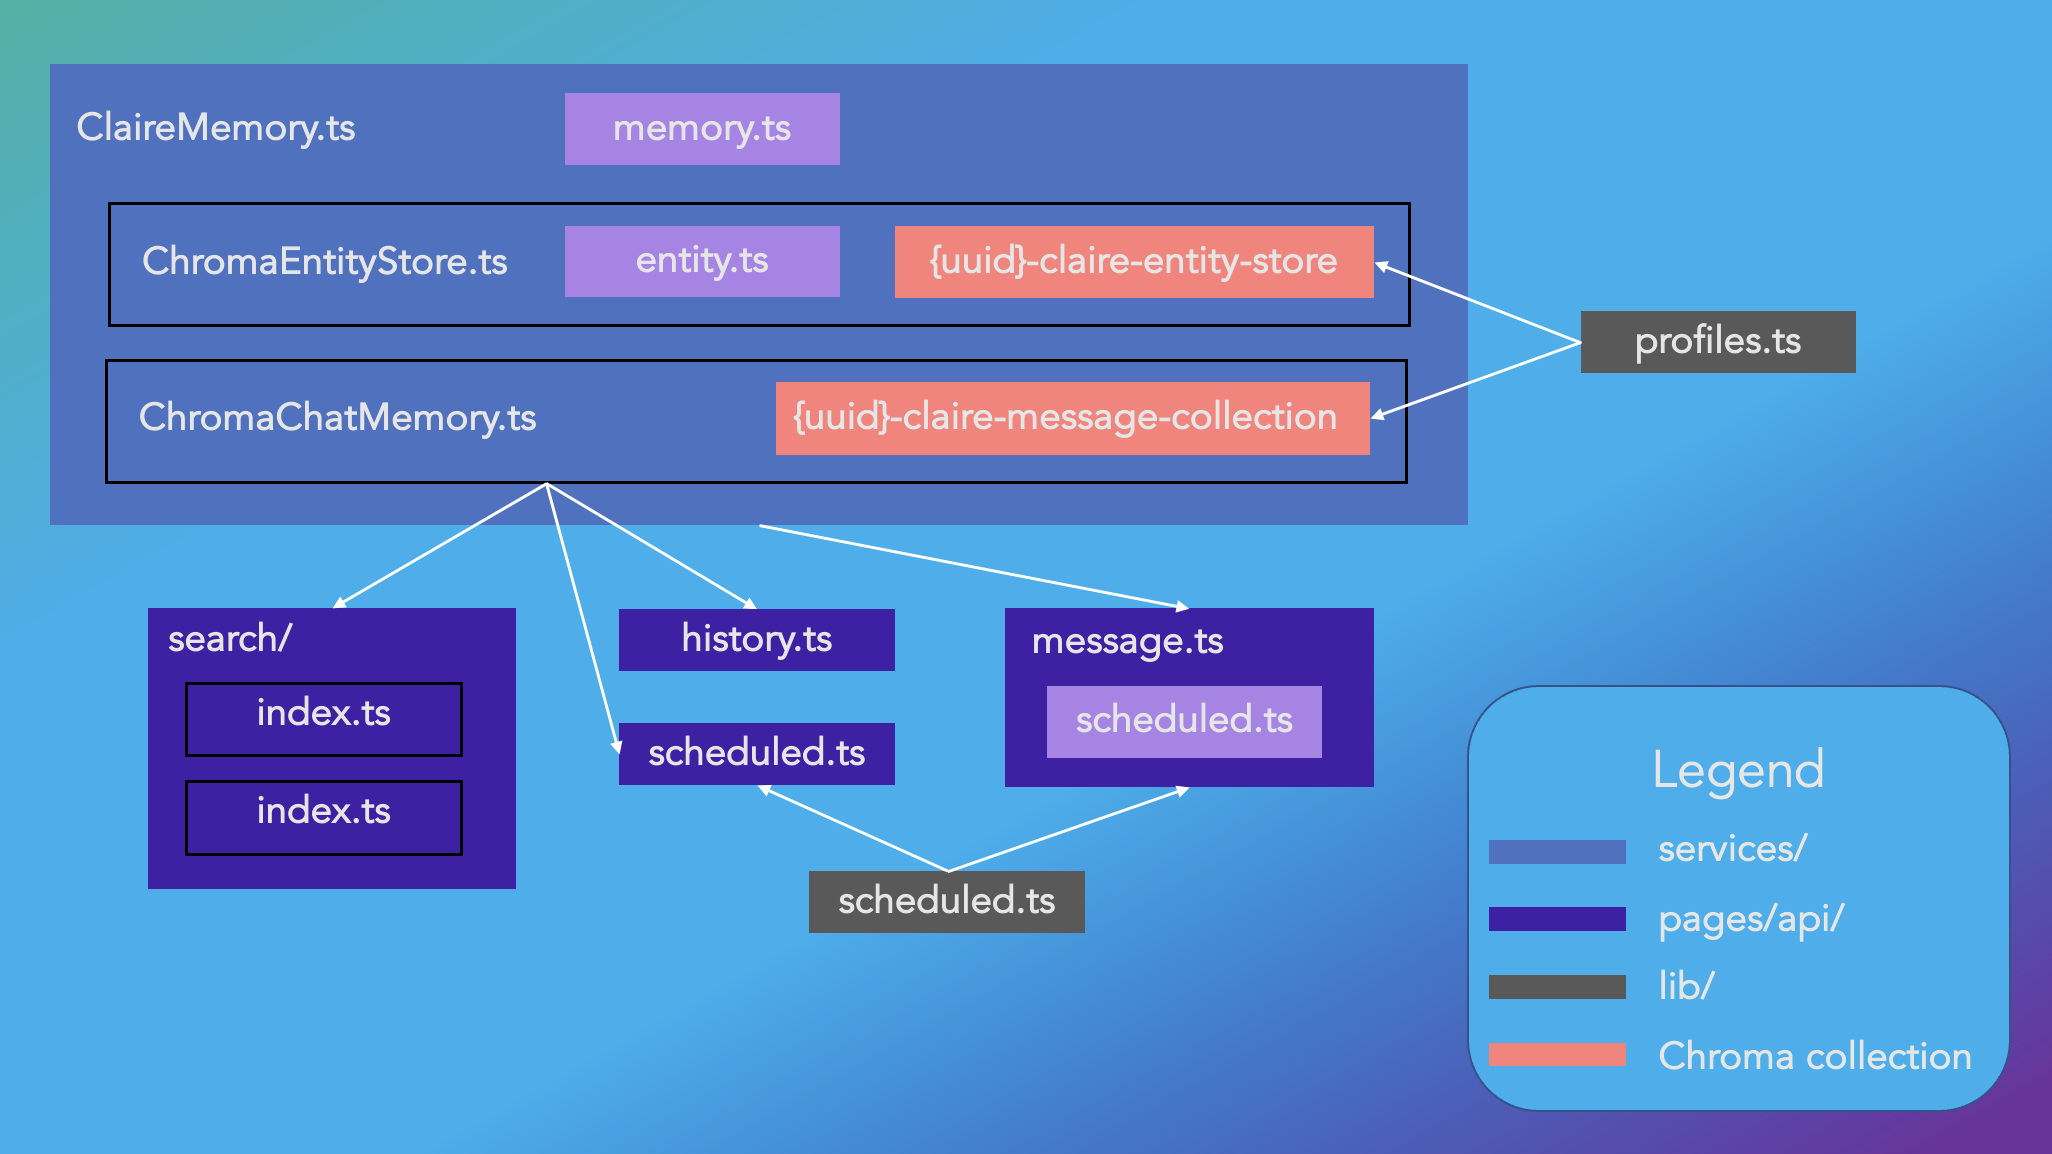 ClaireMemory.ts
memory.ts
ChromaEntityStore.ts
entity.ts
{uuid}-claire-entity-store
profiles.ts
ChromaChatMemory.ts
{uuid}-claire-message-collection
search/
index.ts
index.ts
history.ts
scheduled.ts
message.ts
scheduled.ts
scheduled.ts
Legend
services/
pages/api/
lib/
Chroma collection